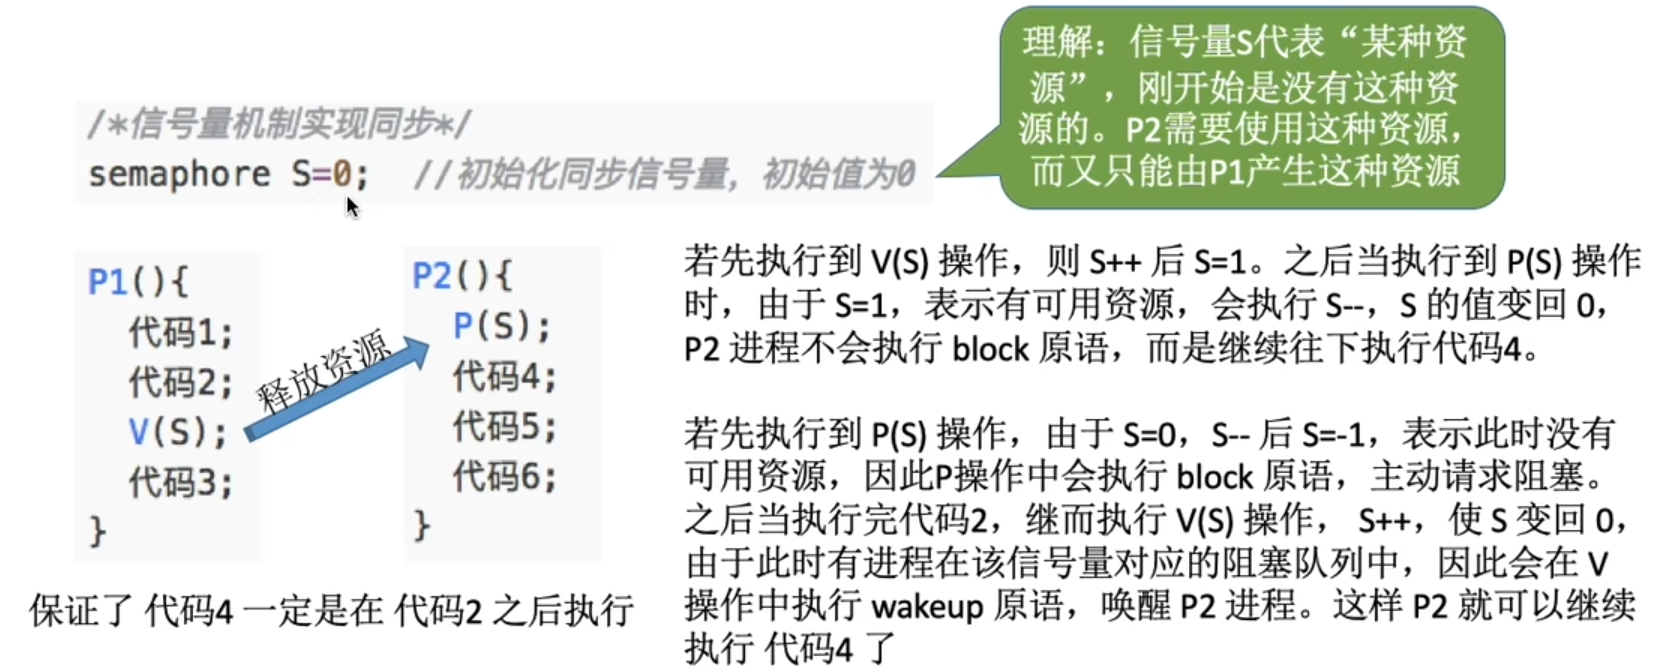 理解：信号量S代表“某种资
源”，刚开始是没有这种资
源的。P2需要使用这种资源，
而又只能由P1产生这种资源
/*信号量机制实现同步*/
semaphore S=0;  //初始化同步信号量，初始值为0
P1(){
代码1;
代码2;
V(S);
代码3;
}
释放资源
P2(){
P(S);
代码4;
代码5;
代码6;
}
保证了 代码4 一定是在 代码2 之后执行
若先执行到 V(S) 操作，则 S++ 后 S=1。之后当执行到 P(S) 操作
时，由于 S=1，表示有可用资源，会执行 S--，S 的值变回 0，
P2 进程不会执行 block 原语，而是继续往下执行代码4。
若先执行到 P(S) 操作，由于 S=0，S-- 后 S=-1，表示此时没有
可用资源，因此P操作中会执行 block 原语，主动请求阻塞。
之后当执行完代码2，继而执行 V(S) 操作， S++，使 S 变回 0，
由于此时有进程在该信号量对应的阻塞队列中，因此会在 V
操作中执行 wakeup 原语，唤醒 P2 进程。这样 P2 就可以继续
执行 代码4 了